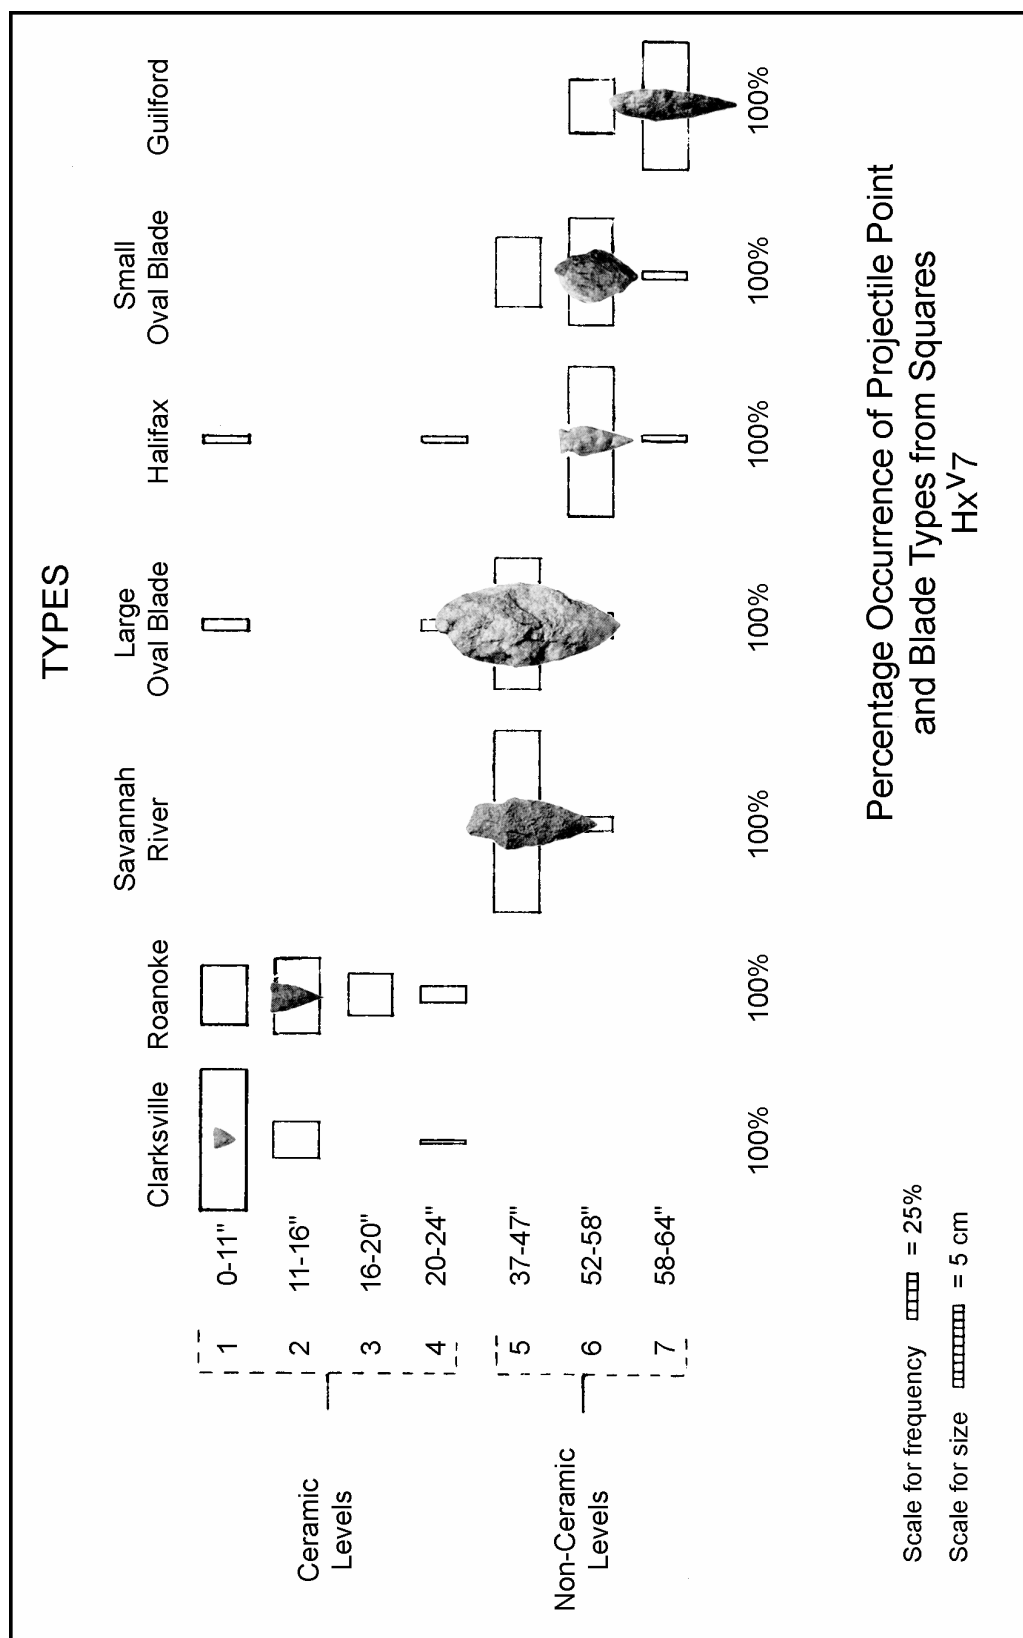 TYPES
Clarksville
Roanoke
Savannah
River
Large
Oval Blade
Halifax
Small
Oval Blade
Guilford
Ceramic
Levels
1 0-11"
2 11-16"
3 16-20"
4 20-24"
Non-Ceramic
Levels
5 37-47"
6 52-58"
7 58-64"
100% 100% 100% 100% 100% 100% 100%
Scale for frequency = 25%
Scale for size = 5 cm
Percentage Occurrence of Projectile Point
and Blade Types from Squares
Hxᵛ7